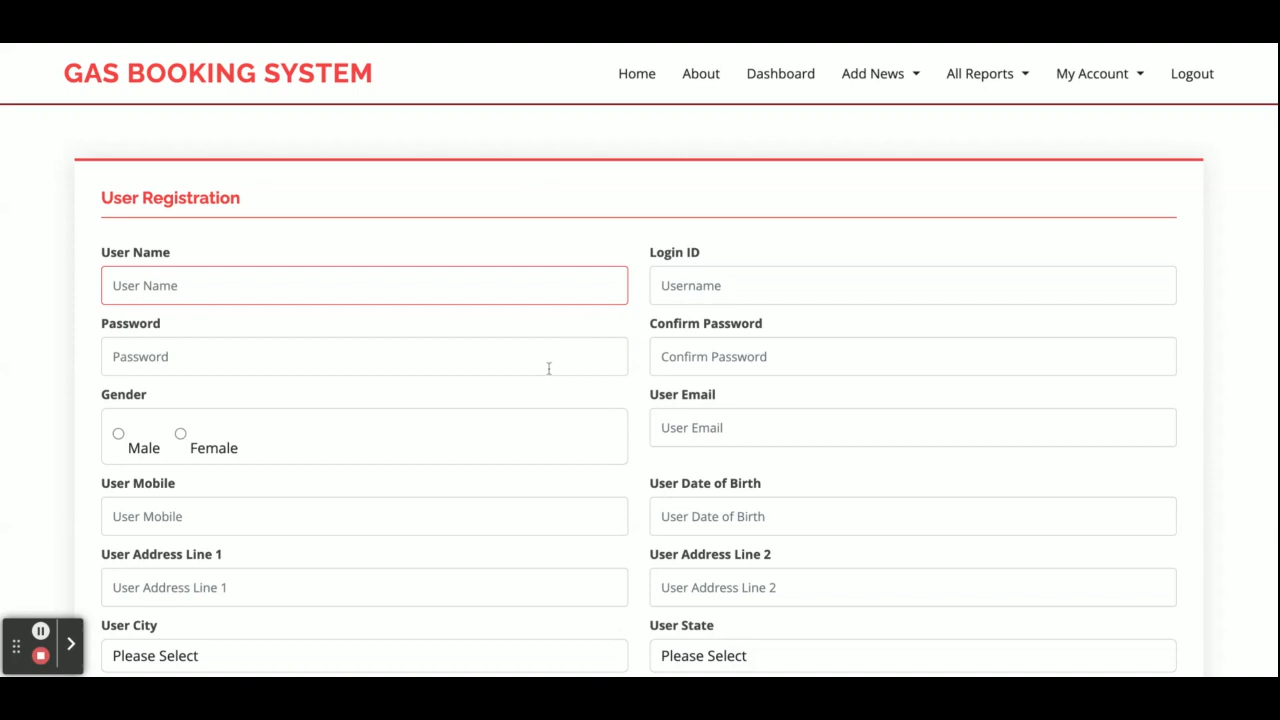 GAS BOOKING SYSTEM
Home About Dashboard Add News All Reports My Account Logout
User Registration
User Name Login ID
User Name Username
Password Confirm Password
Password Confirm Password
Gender User Email
Male Female User Email
User Mobile User Date of Birth
User Mobile User Date of Birth
User Address Line 1 User Address Line 2
User Address Line 1 User Address Line 2
User City User State
Please Select Please Select